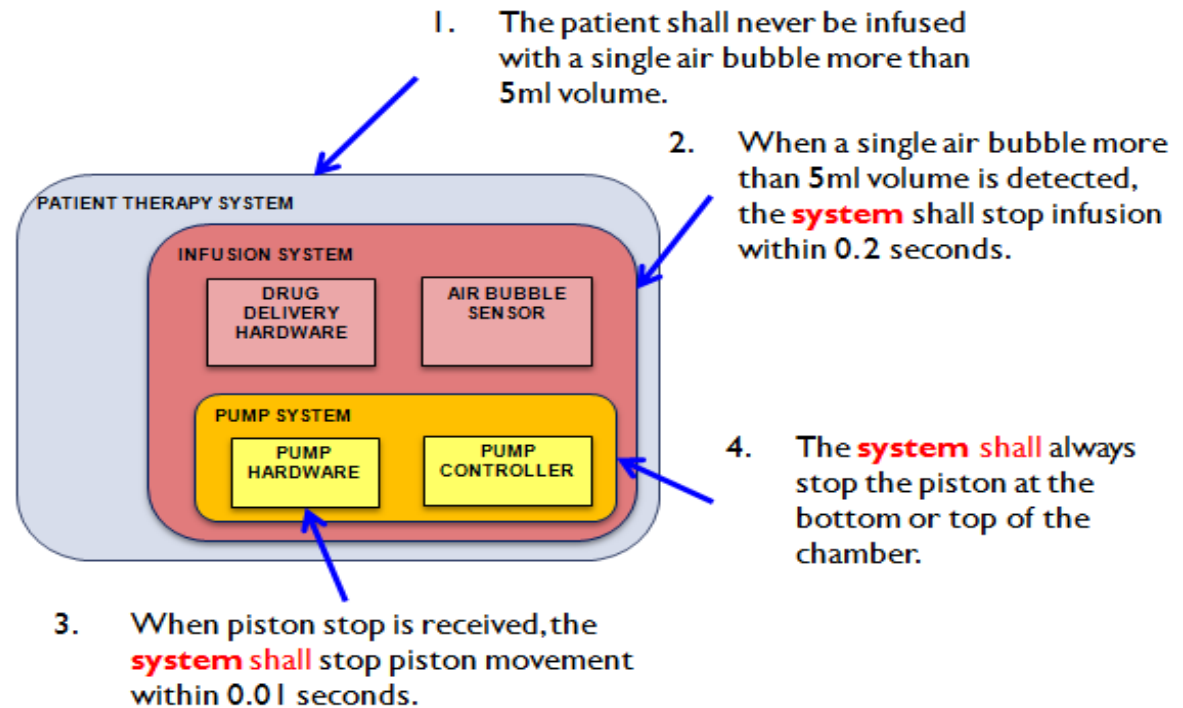 1. The patient shall never be infused
with a single air bubble more than
5ml volume.
2. When a single air bubble more
than 5ml volume is detected,
the system shall stop infusion
within 0.2 seconds.
PATIENT THERAPY SYSTEM
INFUSION SYSTEM
DRUG
DELIVERY
HARDWARE
AIR BUBBLE
SENSOR
PUMP SYSTEM
PUMP
HARDWARE
PUMP
CONTROLLER
4. The system shall always
stop the piston at the
bottom or top of the
chamber.
3. When piston stop is received, the
system shall stop piston movement
within 0.01 seconds.